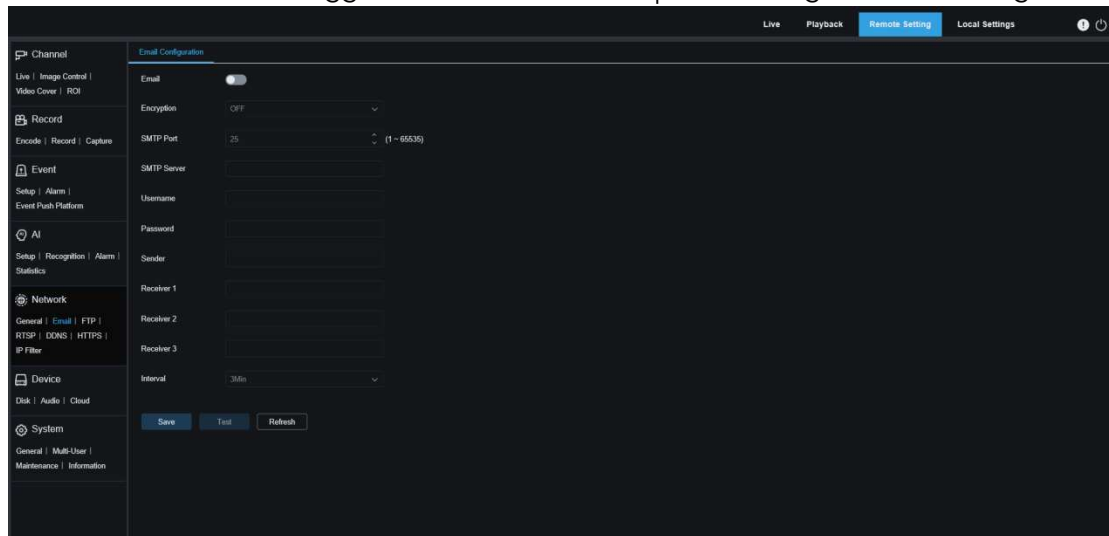 Live Playback Remote Setting Local Settings
Channel
Live | Image Control |
Video Cover | ROI
Record
Encode | Record | Capture
Event
Setup | Alarm |
Event Push Platform
AI
Setup | Recognition | Alarm |
Statistics
Network
General | Email | FTP |
RTSP | DDNS | HTTPS |
IP Filter
Device
Disk | Audio | Cloud
System
General | Multi-User |
Maintenance | Information
Email Configuration
Email
Encryption OFF
SMTP Port 25 (1 ~ 65535)
SMTP Server
Username
Password
Sender
Receiver 1
Receiver 2
Receiver 3
Interval 3Min
Save Test Refresh